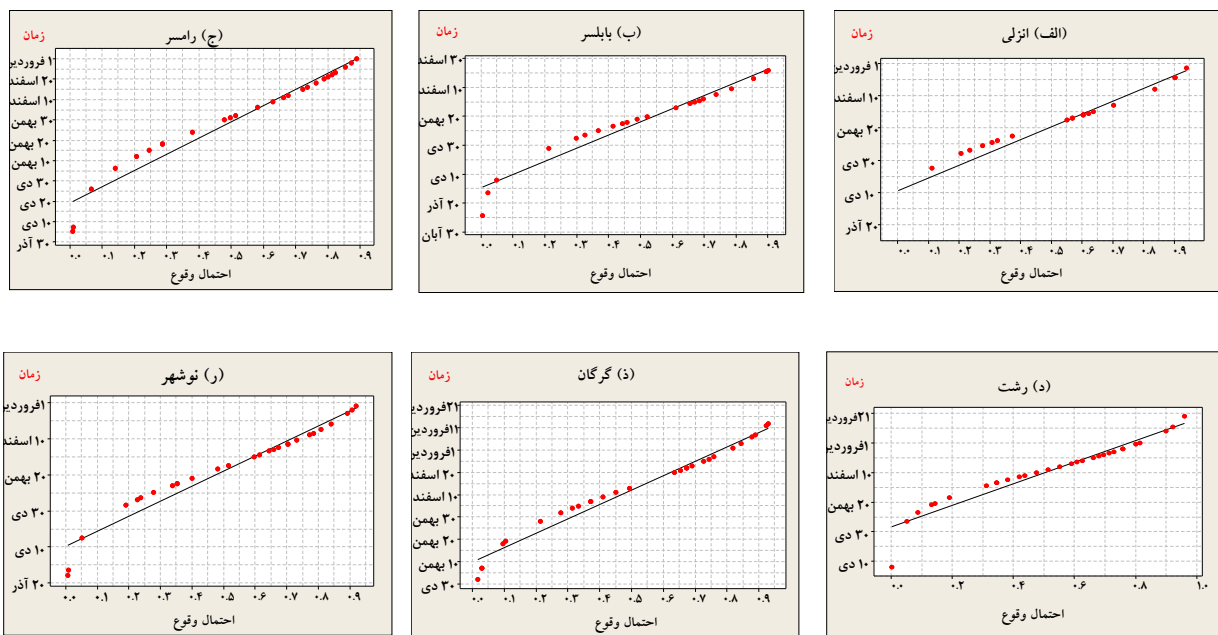 (الف) انزلی
زمان
۱ فروردین
۱۰ اسفند
۲۰ بهمن
۳۰ دی
۱۰ دی
۲۰ آذر
۰.۰ ۰.۱ ۰.۲ ۰.۳ ۰.۴ ۰.۵ ۰.۶ ۰.۷ ۰.۸ ۰.۹
احتمال وقوع
(ب) بابلسر
زمان
۳۰ اسفند
۱۰ اسفند
۲۰ بهمن
۳۰ دی
۱۰ دی
۲۰ آذر
۳۰ آبان
۰.۰ ۰.۱ ۰.۲ ۰.۳ ۰.۴ ۰.۵ ۰.۶ ۰.۷ ۰.۸ ۰.۹
احتمال وقوع
(ج) رامسر
زمان
۱ فروردین
۲۰ اسفند
۱۰ اسفند
۳۰ بهمن
۲۰ بهمن
۱۰ بهمن
۳۰ دی
۲۰ دی
۱۰ دی
۳۰ آذر
۰.۰ ۰.۱ ۰.۲ ۰.۳ ۰.۴ ۰.۵ ۰.۶ ۰.۷ ۰.۸ ۰.۹
احتمال وقوع
(د) رشت
زمان
۲۱فروردین
۱فروردین
۱۰ اسفند
۲۰ بهمن
۳۰ دی
۱۰ دی
۰.۰ ۰.۲ ۰.۴ ۰.۶ ۰.۸ ۱.۰
احتمال وقوع
(ذ) گرگان
زمان
۲۱فروردین
۱۱فروردین
۱فروردین
۲۰ اسفند
۱۰ اسفند
۳۰ بهمن
۲۰ بهمن
۱۰ بهمن
۳۰ دی
۰.۰ ۰.۱ ۰.۲ ۰.۳ ۰.۴ ۰.۵ ۰.۶ ۰.۷ ۰.۸ ۰.۹
احتمال وقوع
(ر) نوشهر
زمان
۱فروردین
۱۰ اسفند
۲۰ بهمن
۳۰ دی
۱۰ دی
۲۰ آذر
۰.۰ ۰.۱ ۰.۲ ۰.۳ ۰.۴ ۰.۵ ۰.۶ ۰.۷ ۰.۸ ۰.۹
احتمال وقوع